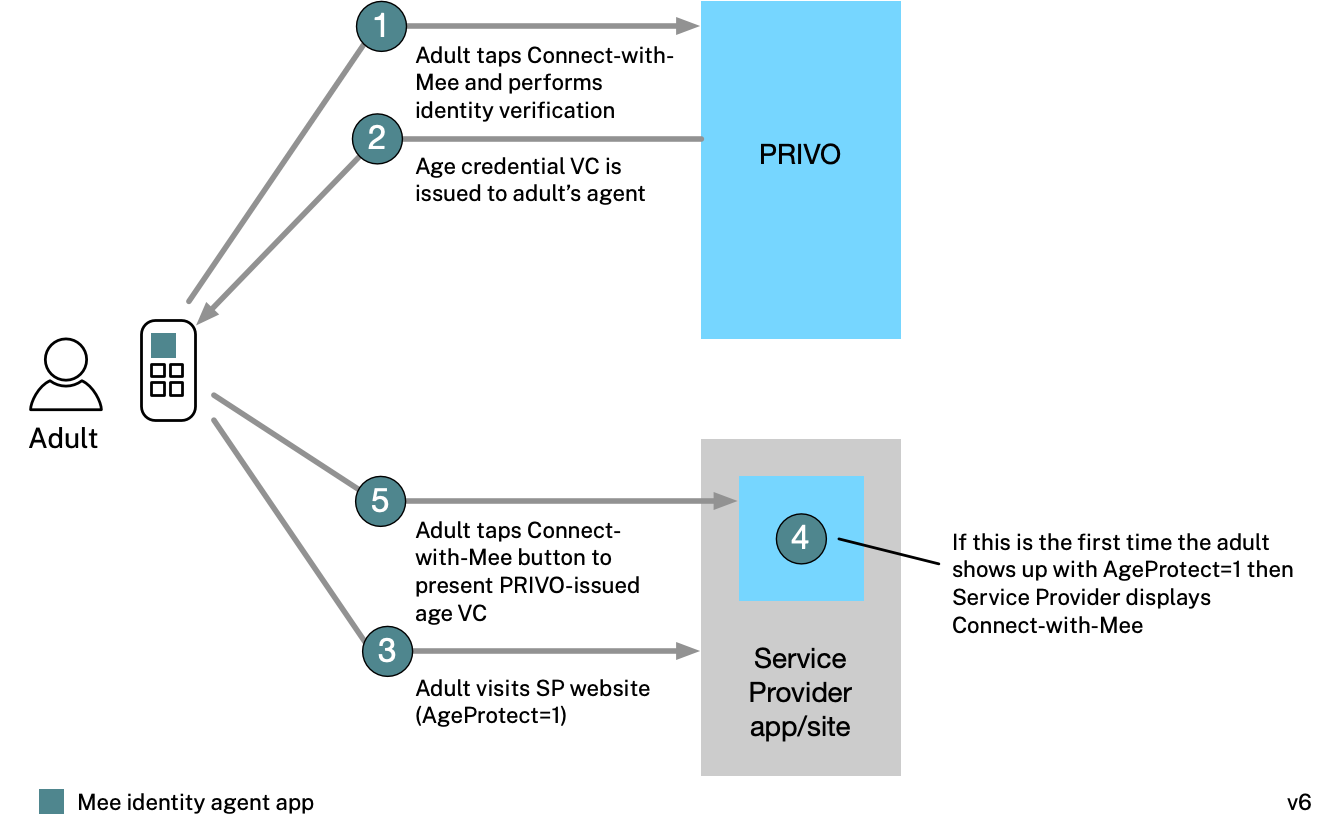 1
Adult taps Connect-with-
Mee and performs
identity verification
2
Age credential VC is
issued to adult’s agent
PRIVO
Adult
5
Adult taps Connect-
with-Mee button to
present PRIVO-issued
age VC
4
If this is the first time the adult
shows up with AgeProtect=1 then
Service Provider displays
Connect-with-Mee
3
Adult visits SP website
(AgeProtect=1)
Service
Provider
app/site
Mee identity agent app
v6